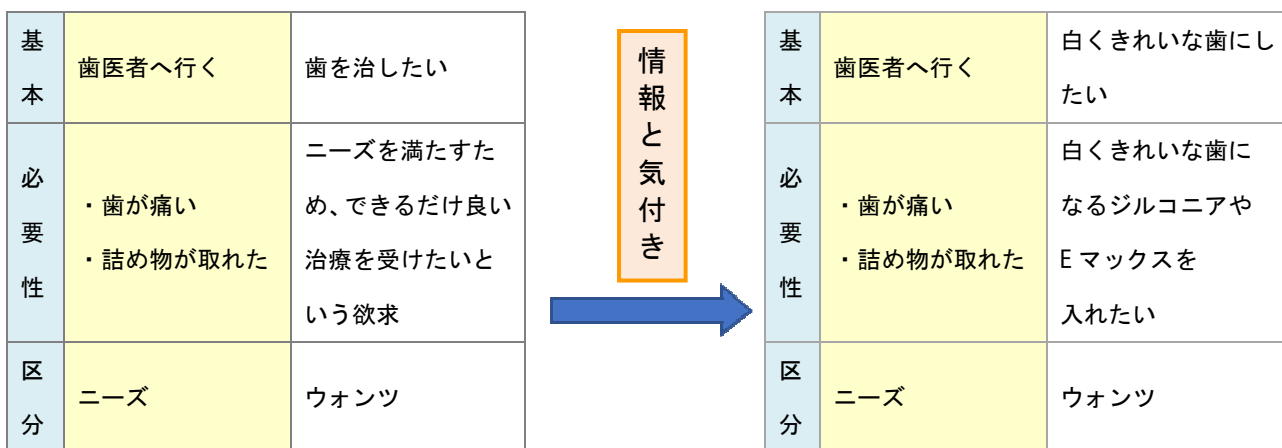 基本
歯医者へ行く
歯を治したい
必要性
・歯が痛い
・詰め物が取れた
ニーズを満たすた
め、できるだけ良い
治療を受けたいと
いう欲求
区分
ニーズ
ウォンツ
情報と気付き
基本
歯医者へ行く
白くきれいな歯にし
たい
必要性
・歯が痛い
・詰め物が取れた
白くきれいな歯に
なるジルコニアや
E マックスを
入れたい
区分
ニーズ
ウォンツ